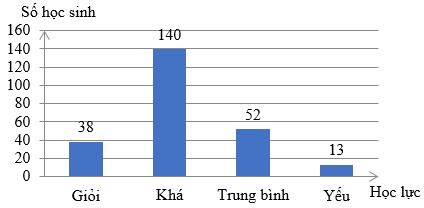 Số học sinh
160
140
120
100
80
60
40
20
0
38
140
52
13
Giỏi
Khá
Trung bình
Yếu
Học lực